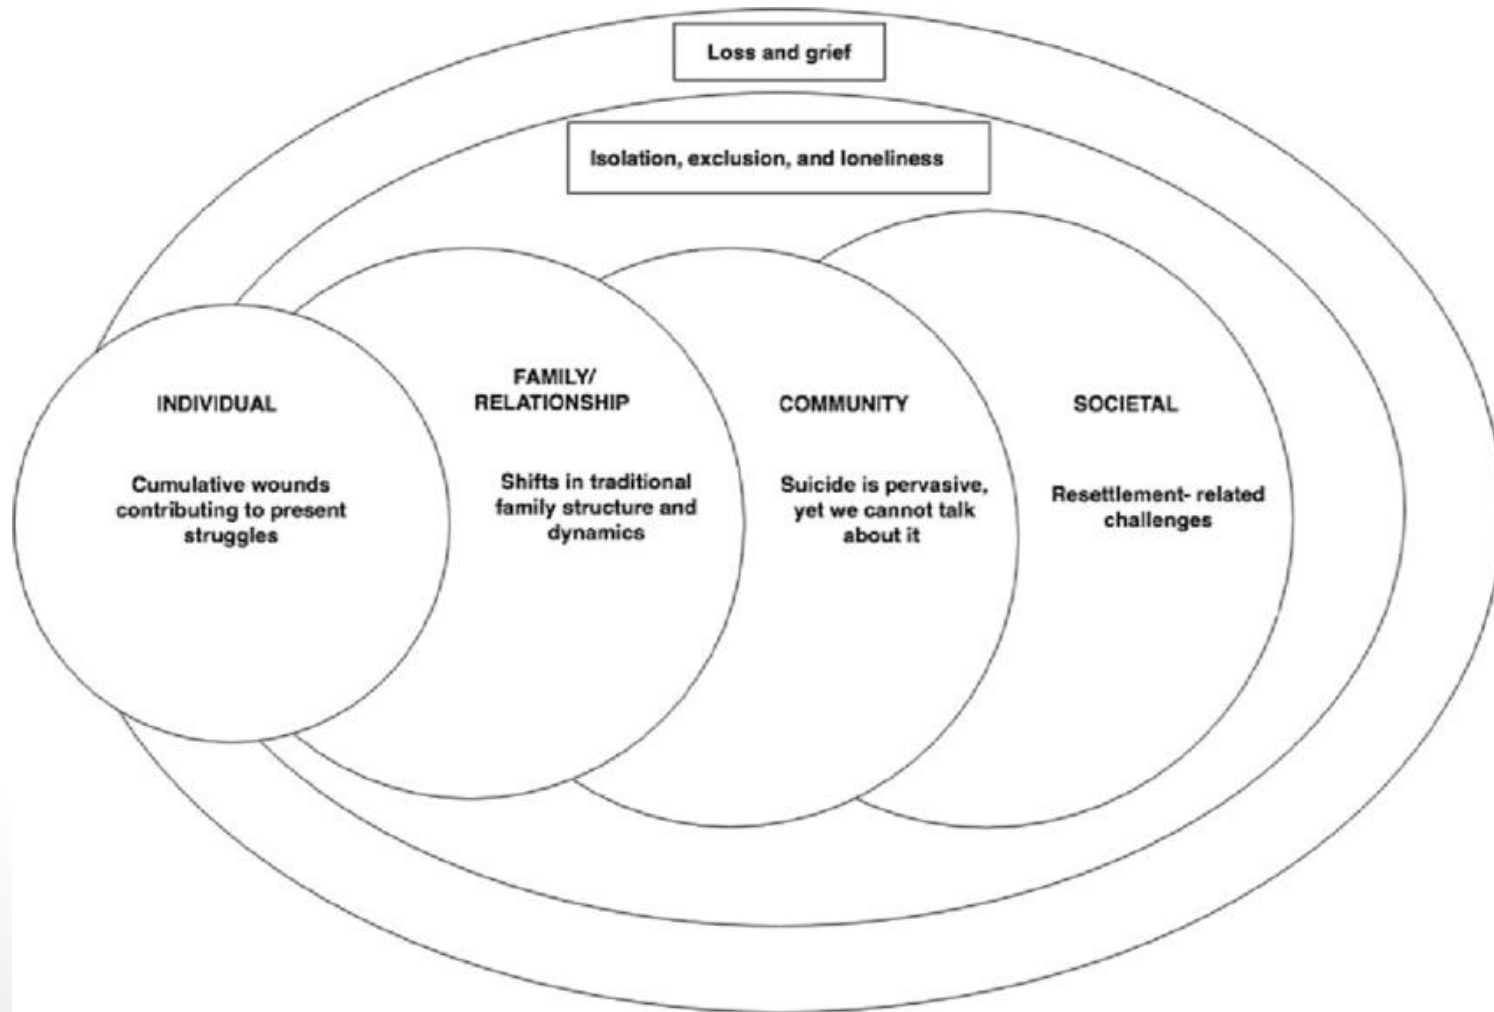 Loss and grief
Isolation, exclusion, and loneliness
INDIVIDUAL
Cumulative wounds
contributing to present
struggles
FAMILY/
RELATIONSHIP
Shifts in traditional
family structure and
dynamics
COMMUNITY
Suicide is pervasive,
yet we cannot talk
about it
SOCIETAL
Resettlement- related
challenges